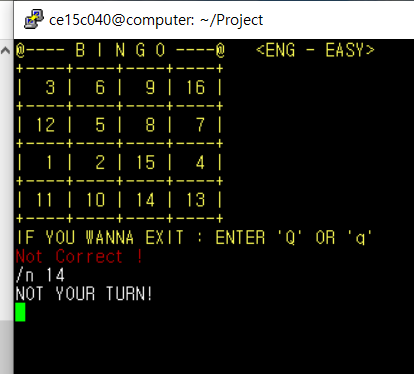 ce15c040@computer: ~/Project
@---- B I N G O ----@ <ENG - EASY>
+----+----+----+----+
| 3 | 6 | 9 | 16 |
+----+----+----+----+
| 12 | 5 | 8 | 7 |
+----+----+----+----+
| 1 | 2 | 15 | 4 |
+----+----+----+----+
| 11 | 10 | 14 | 13 |
+----+----+----+----+
IF YOU WANNA EXIT : ENTER 'Q' OR 'q'
Not Correct !
/n 14
NOT YOUR TURN!